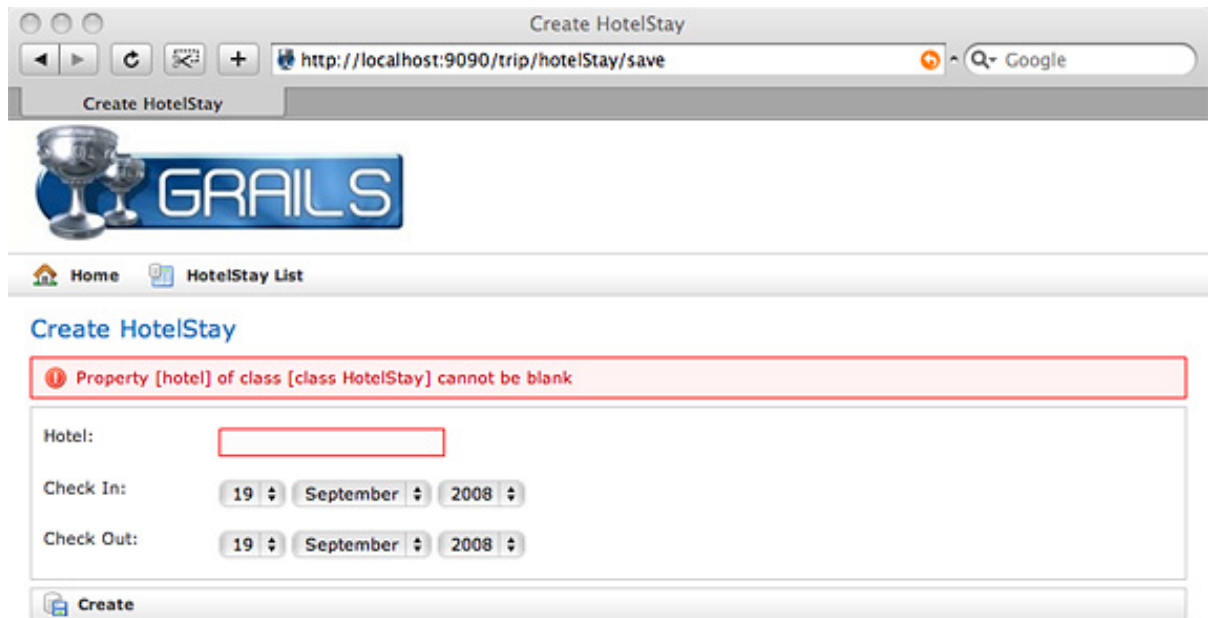 Create HotelStay
http://localhost:9090/trip/hotelStay/save
Google
Create HotelStay
GRAILS
Home HotelStay List
Create HotelStay
Property [hotel] of class [class HotelStay] cannot be blank
Hotel:
Check In: 19 September 2008
Check Out: 19 September 2008
Create